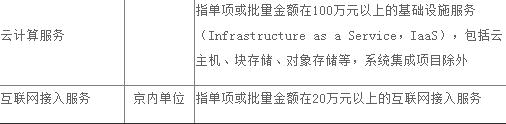 指单项或批量金额在100万元以上的基础设施服务
云计算服务
（Infrastructure as a Service，IaaS），包括云
主机、块存储、对象存储等，系统集成项目除外
互联网接入服务 京内单位 指单项或批量金额在20万元以上的互联网接入服务